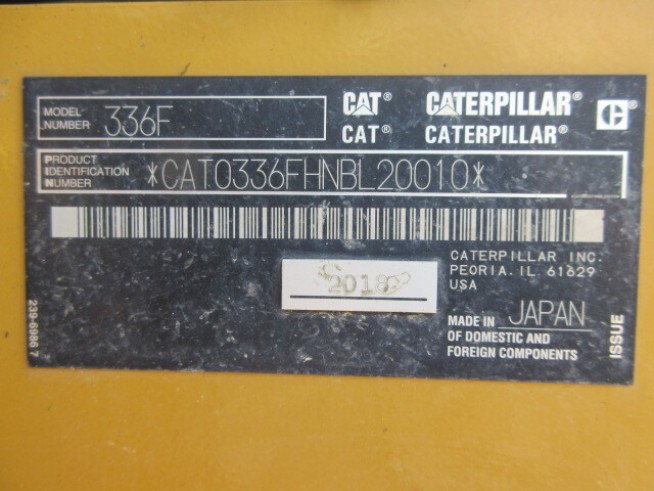 MODEL NUMBER 336F
CAT® CATERPILLAR® C®
CAT® CATERPILLAR®
PRODUCT IDENTIFICATION NUMBER *CAT0336FHNBL20010*
2018
CATERPILLAR INC.
PEORIA. IL 61629
USA
MADE IN JAPAN
OF DOMESTIC AND
FOREIGN COMPONENTS
ISSUE
239-6986 7